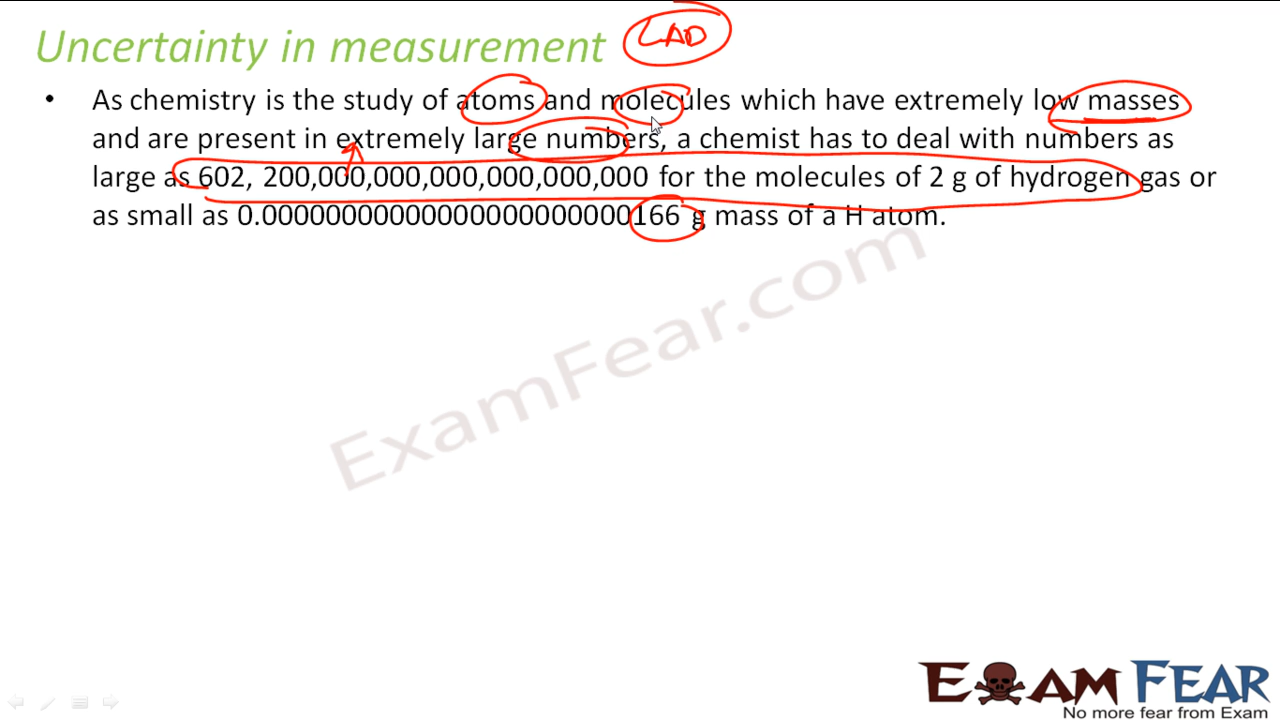 Uncertainty in measurement
• As chemistry is the study of atoms and molecules which have extremely low masses
and are present in extremely large numbers, a chemist has to deal with numbers as
large as 602, 200,000,000,000,000,000,000 for the molecules of 2 g of hydrogen gas or
as small as 0.00000000000000000000000166 g mass of a H atom.
ExamFear.com
EXAM FEAR
No more fear from Exam